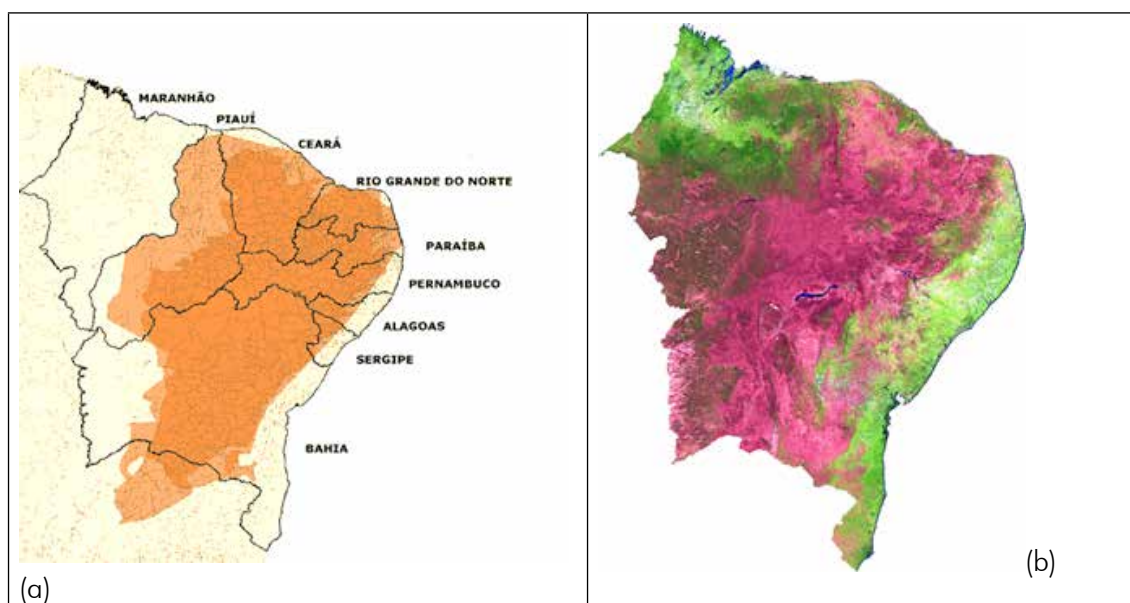 MARANHÃO
PIAUÍ
CEARÁ
RIO GRANDE DO NORTE
PARAÍBA
PERNAMBUCO
ALAGOAS
SERGIPE
BAHIA
(a)
(b)